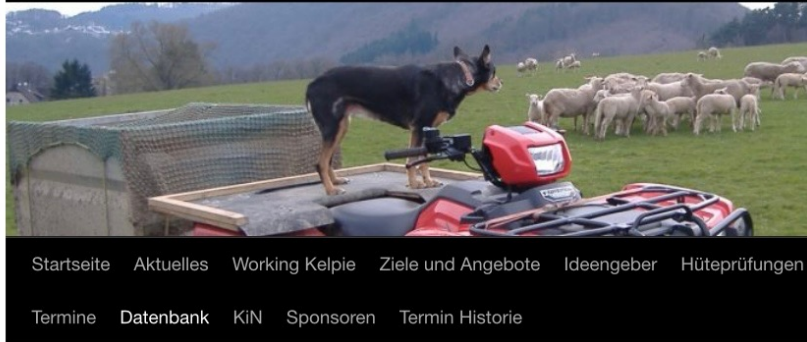 Startseite Aktuelles Working Kelpie Ziele und Angebote Ideengeber Hüteprüfungen
Termine Datenbank KiN Sponsoren Termin Historie